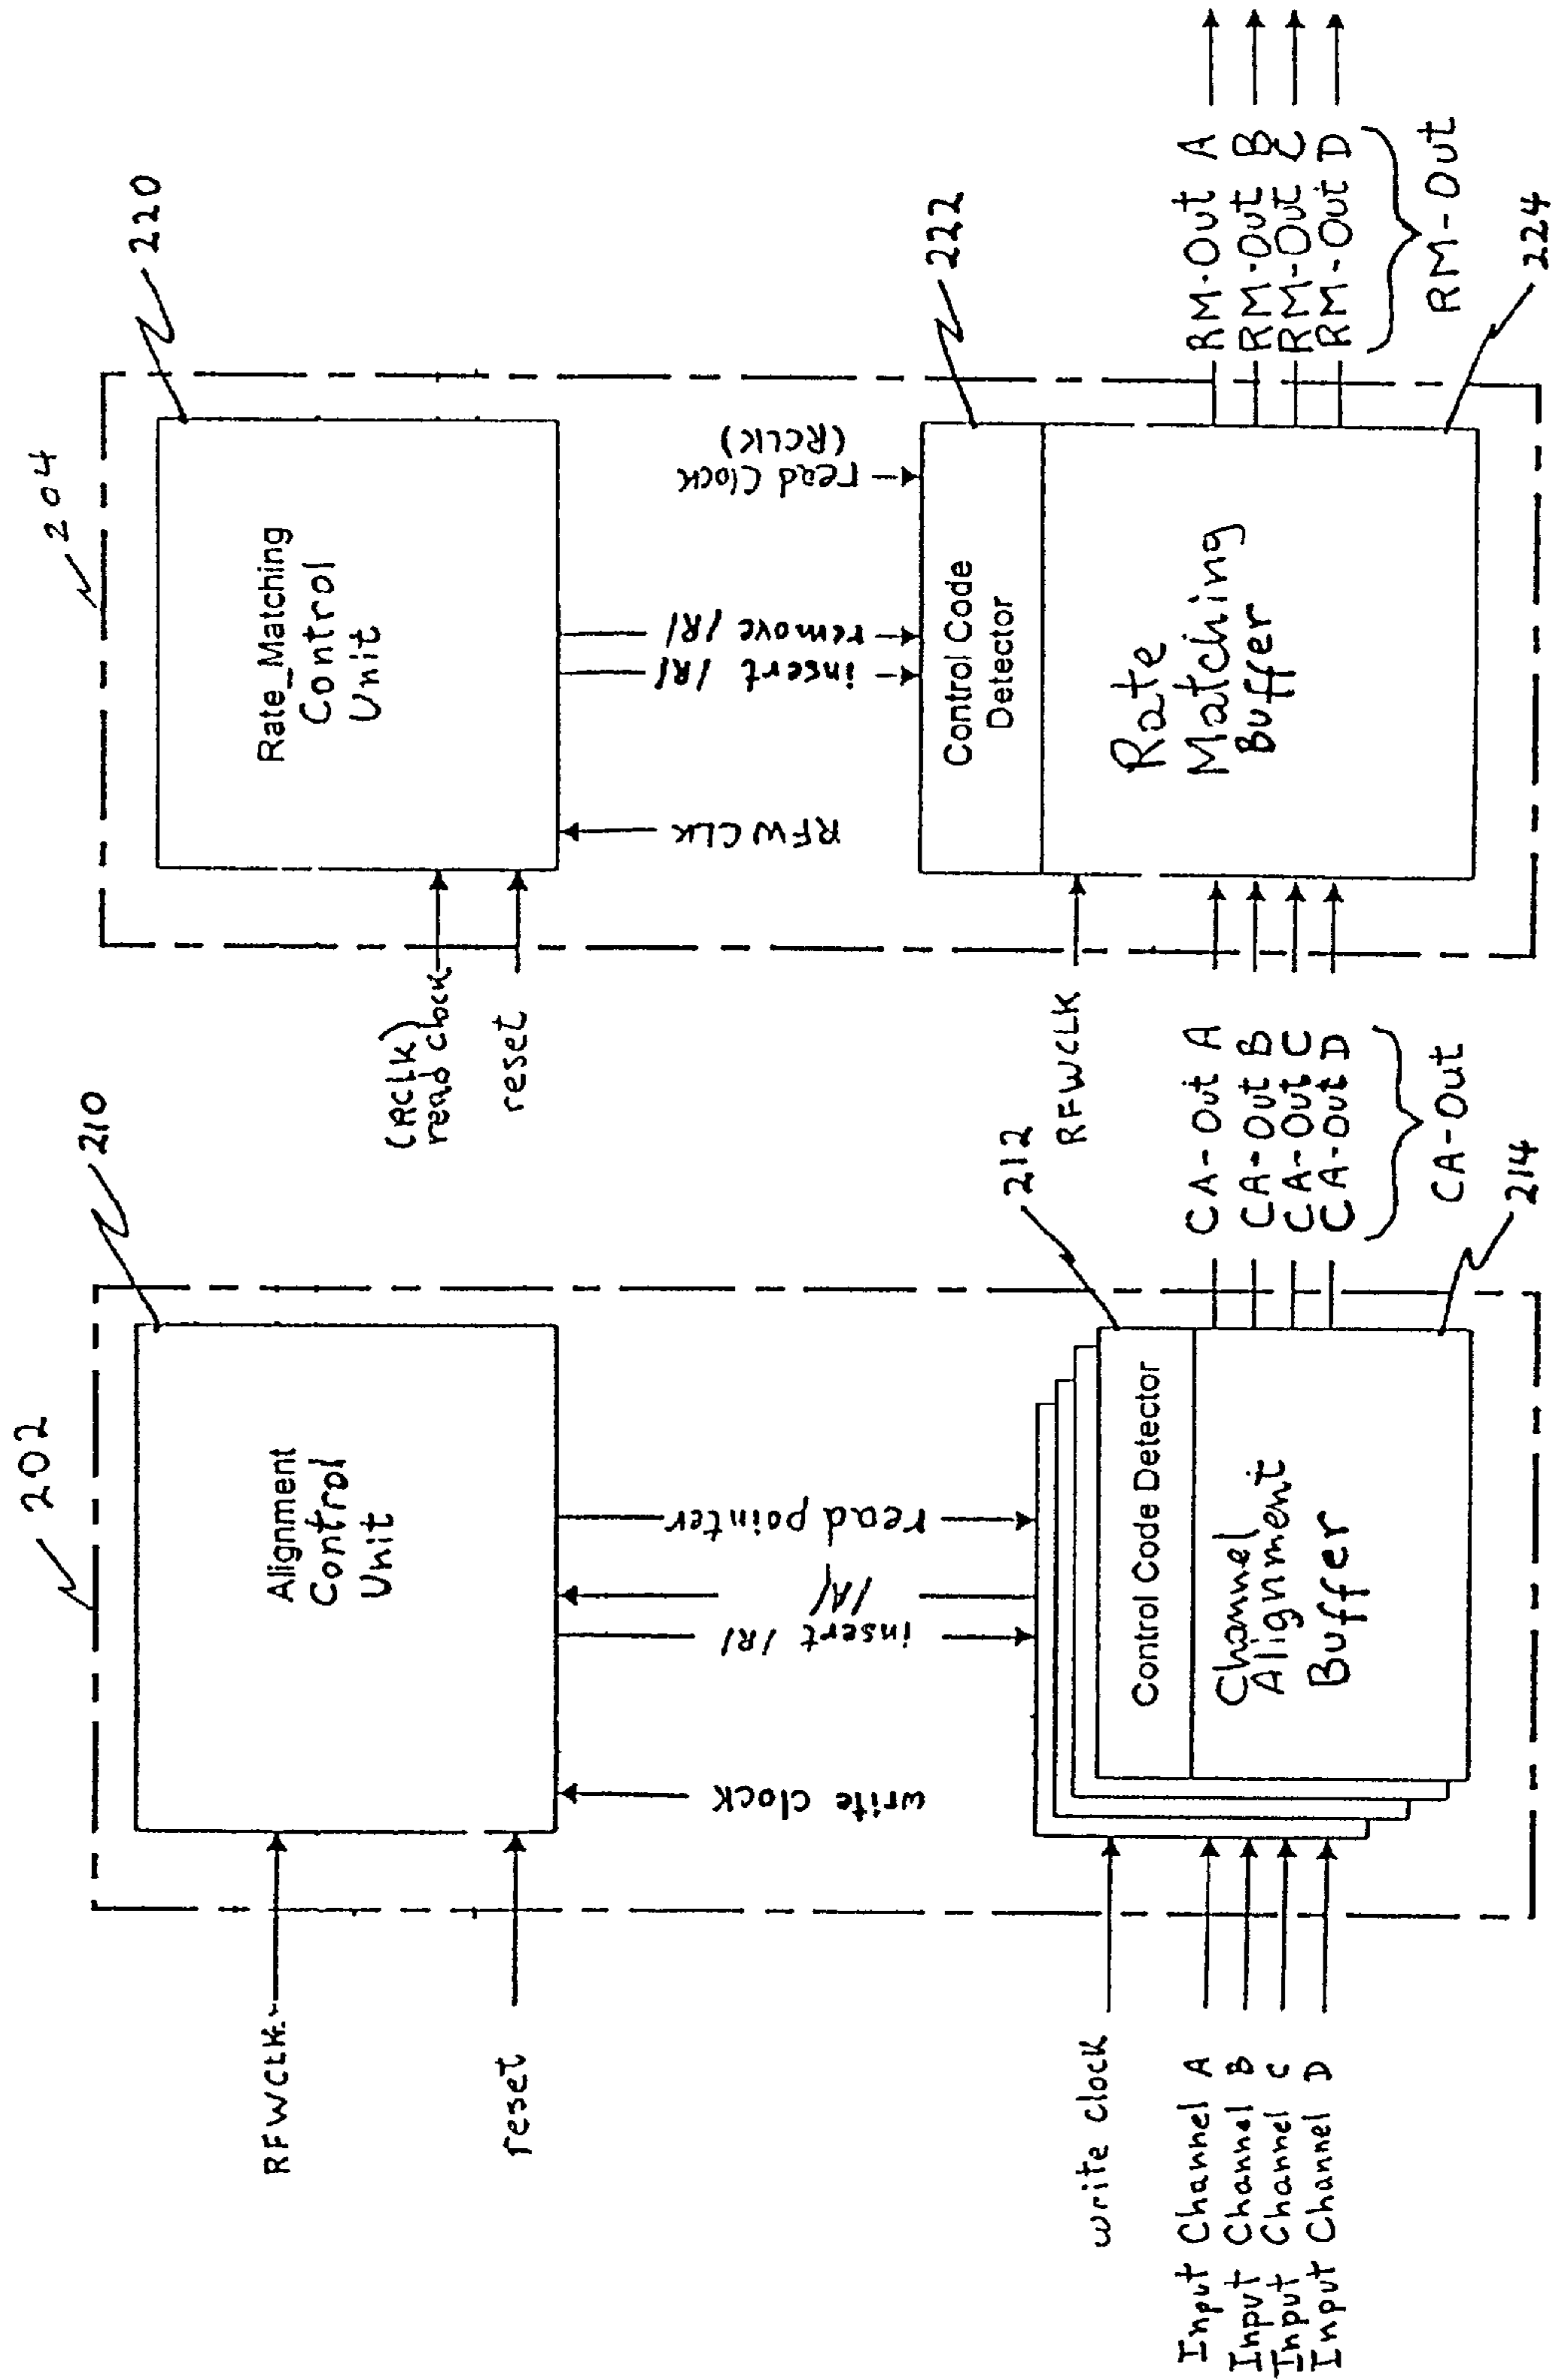 202
210
Alignment
Control
Unit
RFWCLK
reset
write clock
insert /R/
/A/
read pointer
212
Control Code Detector
Channel
Alignment
Buffer
214
write clock
Input Channel A
Input Channel B
Input Channel C
Input Channel D
CA-Out A
CA-Out B
CA-Out C
CA-Out D
CA-Out
204
220
Rate_Matching
Control
Unit
(RCLK)
read clock
reset
RFWCLK
insert /R/
remove /R/
read clock
(RCLK)
222
Control Code
Detector
Rate
Matching
Buffer
224
RFWCLK
RM-Out A
RM-Out B
RM-Out C
RM-Out D
RM-Out